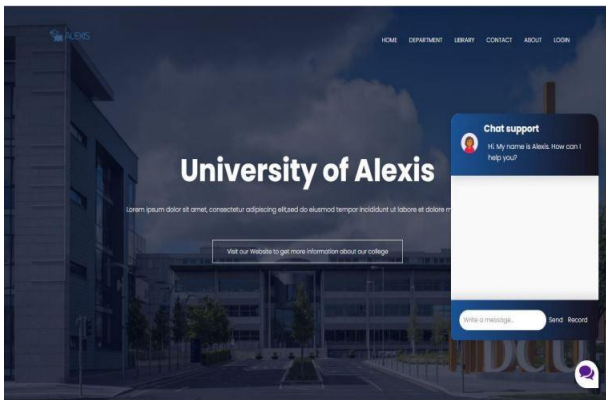 ALEXIS
HOME DEPARTMENT LIBRARY CONTACT ABOUT LOGIN
University of Alexis
Lorem ipsum dolor sit amet, consectetur adipiscing elit,sed do eiusmod tempor incididunt ut labore et dolore m
Visit our Website to get more information about our college
Chat support
Hi. My name is Alexis. How can I
help you?
Write a message...
Send Record
DCU